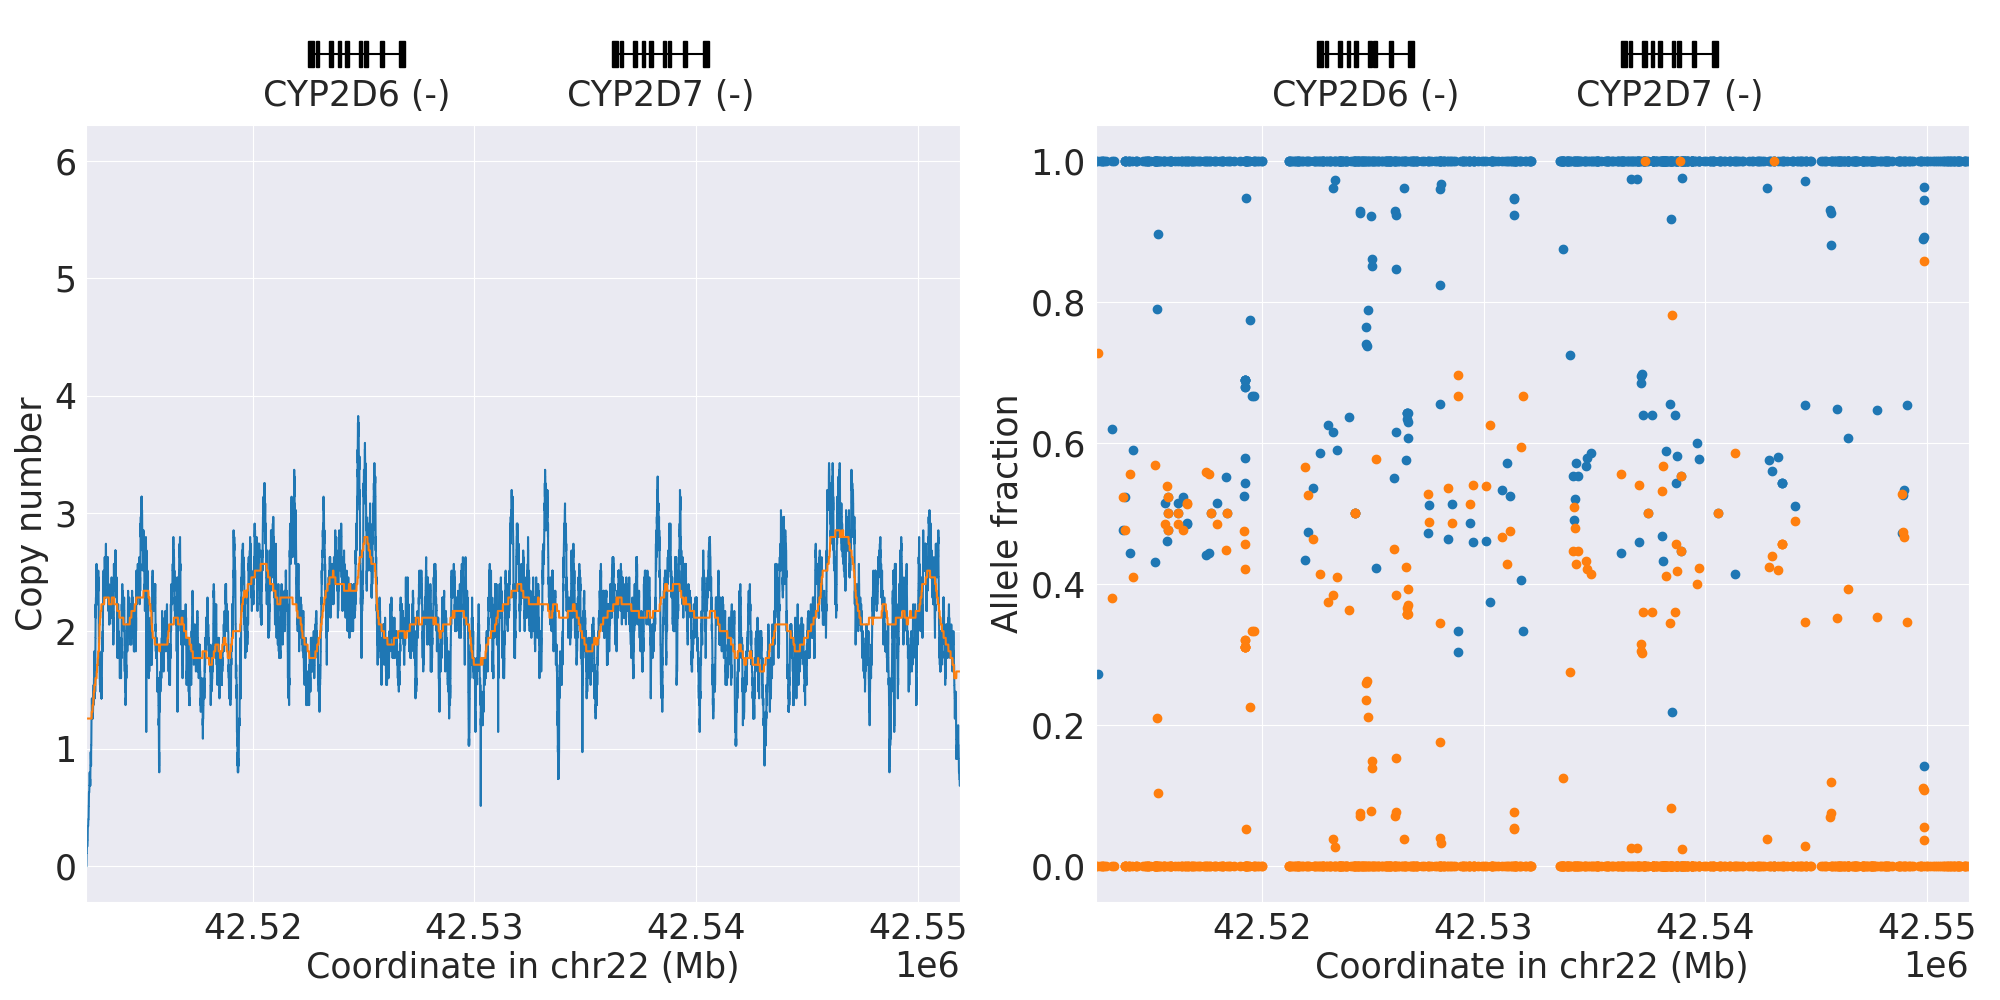 CYP2D6 (-)
CYP2D7 (-)
6
5
4
3
2
1
0
Copy number
42.52
42.53
42.54
42.55
1e6
Coordinate in chr22 (Mb)
CYP2D6 (-)
CYP2D7 (-)
1.0
0.8
0.6
0.4
0.2
0.0
Allele fraction
42.52
42.53
42.54
42.55
1e6
Coordinate in chr22 (Mb)